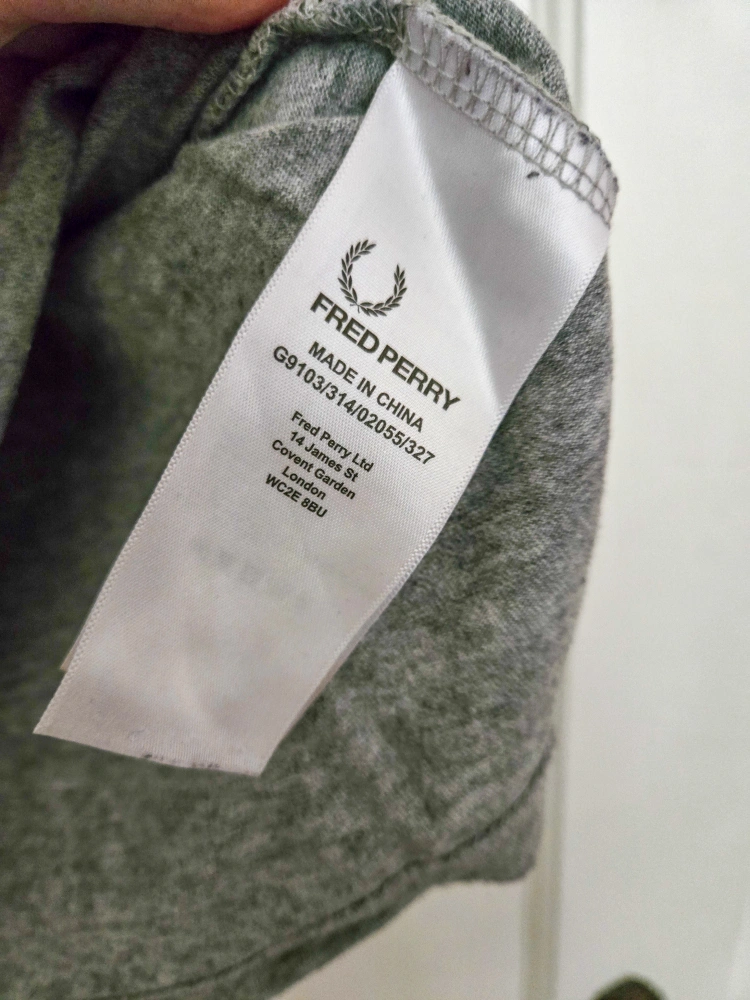 FRED PERRY
MADE IN CHINA
G9103/314/02055/327
Fred Perry Ltd
14 James St
Covent Garden
London
WC2E 8BU